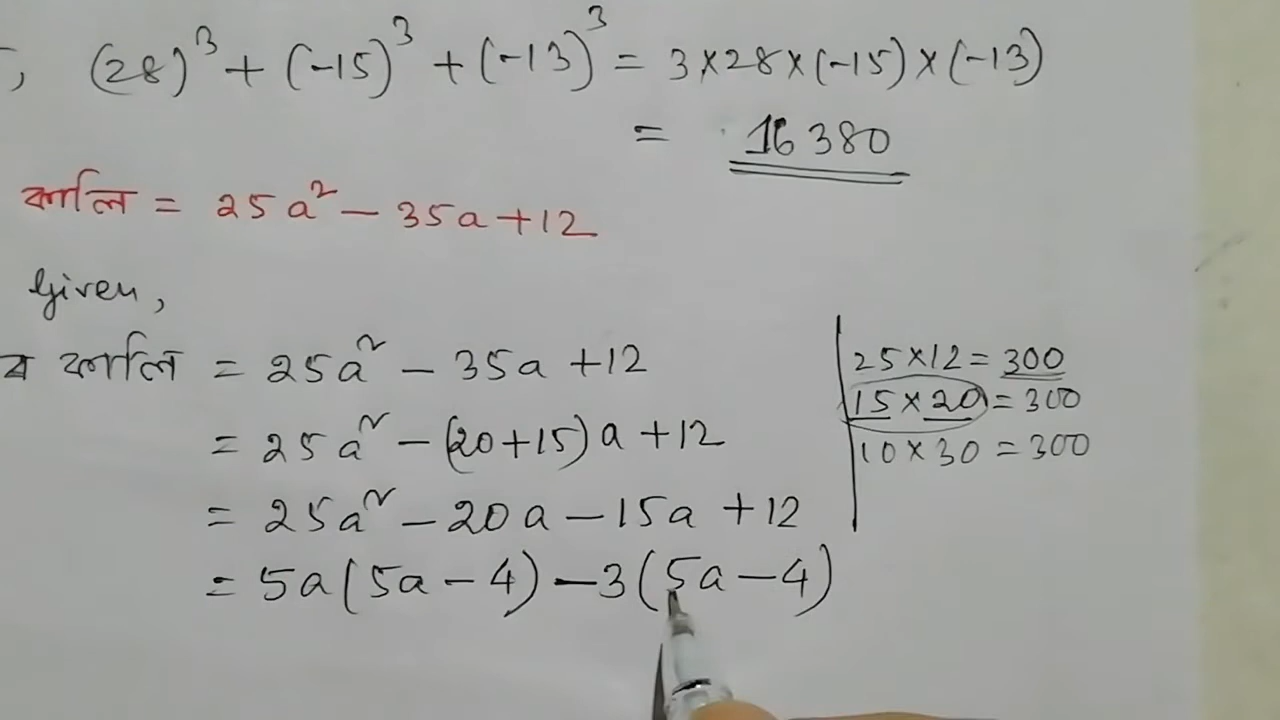 , (28)³ + (-15)³ + (-13)³ = 3×28×(-15)×(-13)
= 16380
কালি = 25a² - 35a + 12
Given,
ৰ কালি = 25a² - 35a + 12
= 25a² - (20+15)a + 12
= 25a² - 20a - 15a + 12
= 5a(5a - 4) - 3(5a - 4)
25×12 = 300
15×20 = 300
10×30 = 300